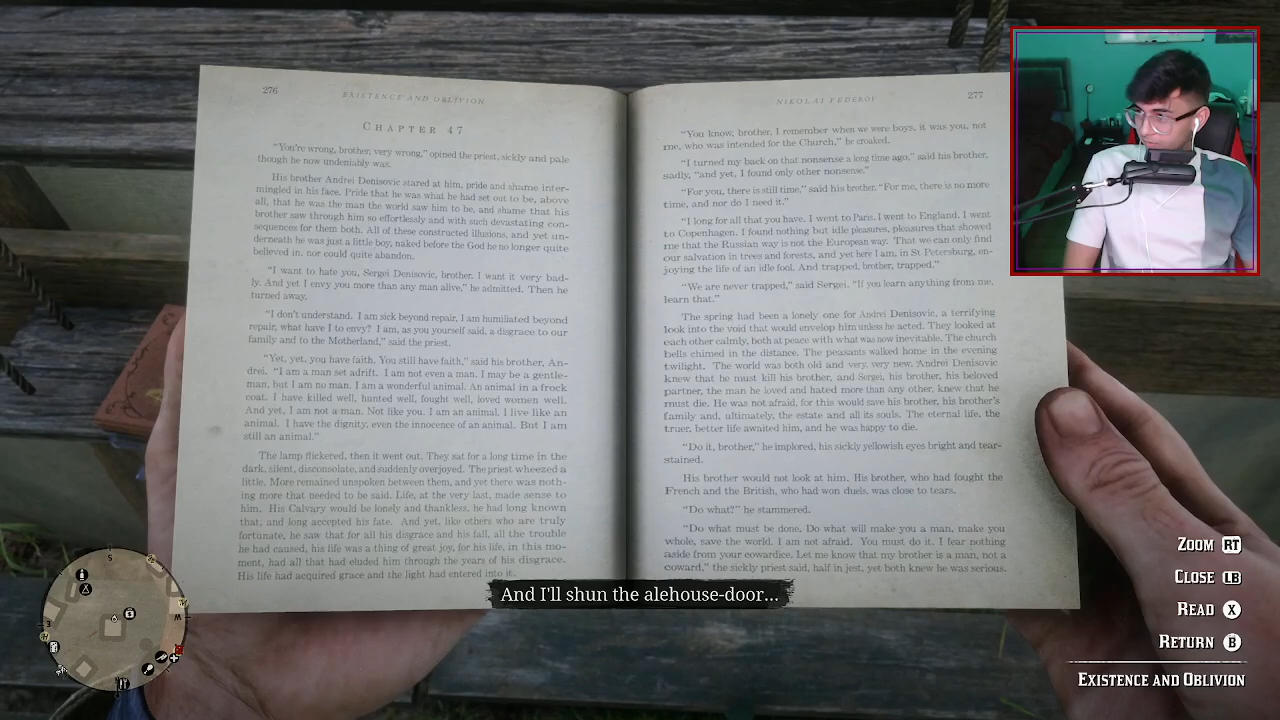 276
EXISTENCE AND OBLIVION
CHAPTER 47
"You're wrong, brother, very wrong," opined the priest, sickly and pale
though he now undeniably was.
His brother Andrei Denisovic stared at him, pride and shame inter-
mingled in his face. Pride that he was what he had set out to be, above
all, that he was the man the world saw him to be, and shame that his
brother saw through him so effortlessly and with such devastating con-
sequences for them both. All of these constructed illusions, and yet un-
derneath he was just a little boy, naked before the God he no longer quite
believed in, nor could quite abandon.
"I want to hate you, Sergei Denisovic, brother. I want it very bad-
ly. And yet I envy you more than any man alive," he admitted. Then he
turned away.
"I don't understand. I am sick beyond repair, I am humiliated beyond
repair, what have I to envy? I am, as you yourself said, a disgrace to our
family and to the Motherland," said the priest.
"Yet, yet, you have faith. You still have faith," said his brother, An-
drei. "I am a man set adrift. I am not even a man. I may be a gentle-
man, but I am no man. I am a wonderful animal. An animal in a frock
coat. I have killed well, hunted well, fought well, loved women well.
And yet, I am not a man. Not like you. I am an animal. I live like an
animal. I have the dignity, even the innocence of an animal. But I am
still an animal."
The lamp flickered, then it went out. They sat for a long time in the
dark, silent, disconsolate, and suddenly overjoyed. The priest wheezed a
little. More remained unspoken between them, and yet there was noth-
ing more that needed to be said. Life, at the very last, made sense to
him. His Calvary would be lonely and thankless, he had long known
that, and long accepted his fate. And yet, like others who are truly
fortunate, he saw that for all his disgrace and his fall, all the trouble
he had caused, his life was a thing of great joy, for his life, in this mo-
ment, had all that had eluded him through the years of his disgrace.
His life had acquired grace and the light had entered into it.
NIKOLAI FEDEROV
277
"You know, brother, I remember when we were boys, it was you, not
me, who was intended for the Church," he croaked.
"I turned my back on that nonsense a long time ago," said his brother,
sadly, "and yet, I found only other nonsense."
"For you, there is still time," said his brother. "For me, there is no more
time, and nor do I need it."
"I long for all that you have. I went to Paris. I went to England. I went
to Copenhagen. I found nothing but idle pleasures, pleasures that showed
me that the Russian way is not the European way. That we can only find
our salvation in trees and forests, and yet here I am, in St Petersburg, en-
joying the life of an idle fool. And trapped, brother, trapped."
"We are never trapped," said Sergei. "If you learn anything from me,
learn that."
The spring had been a lonely one for Andrei Denisovic, a terrifying
look into the void that would envelop him unless he acted. They looked at
each other calmly, both at peace with what was now inevitable. The church
bells chimed in the distance. The peasants walked home in the evening
twilight. The world was both old and very, very new. Andrei Denisovic
knew that he must kill his brother, and Sergei, his brother, his beloved
partner, the man he loved and hated more than any other, knew that he
must die. He was not afraid, for this would save his brother, his brother's
family and, ultimately, the estate and all its souls. The eternal life, the
truer, better life awaited him, and he was happy to die.
"Do it, brother," he implored, his sickly yellowish eyes bright and tear-
stained.
His brother would not look at him. His brother, who had fought the
French and the British, who had won duels, was close to tears.
"Do what?" he stammered.
"Do what must be done. Do what will make you a man, make you
whole, save the world. I am not afraid. You must do it. I fear nothing
aside from your cowardice. Let me know that my brother is a man, not a
coward," the sickly priest said, half in jest, yet both knew he was serious.
And I'll shun the alehouse-door...
ZOOM RT
CLOSE LB
READ X
RETURN B
EXISTENCE AND OBLIVION
S
W
E